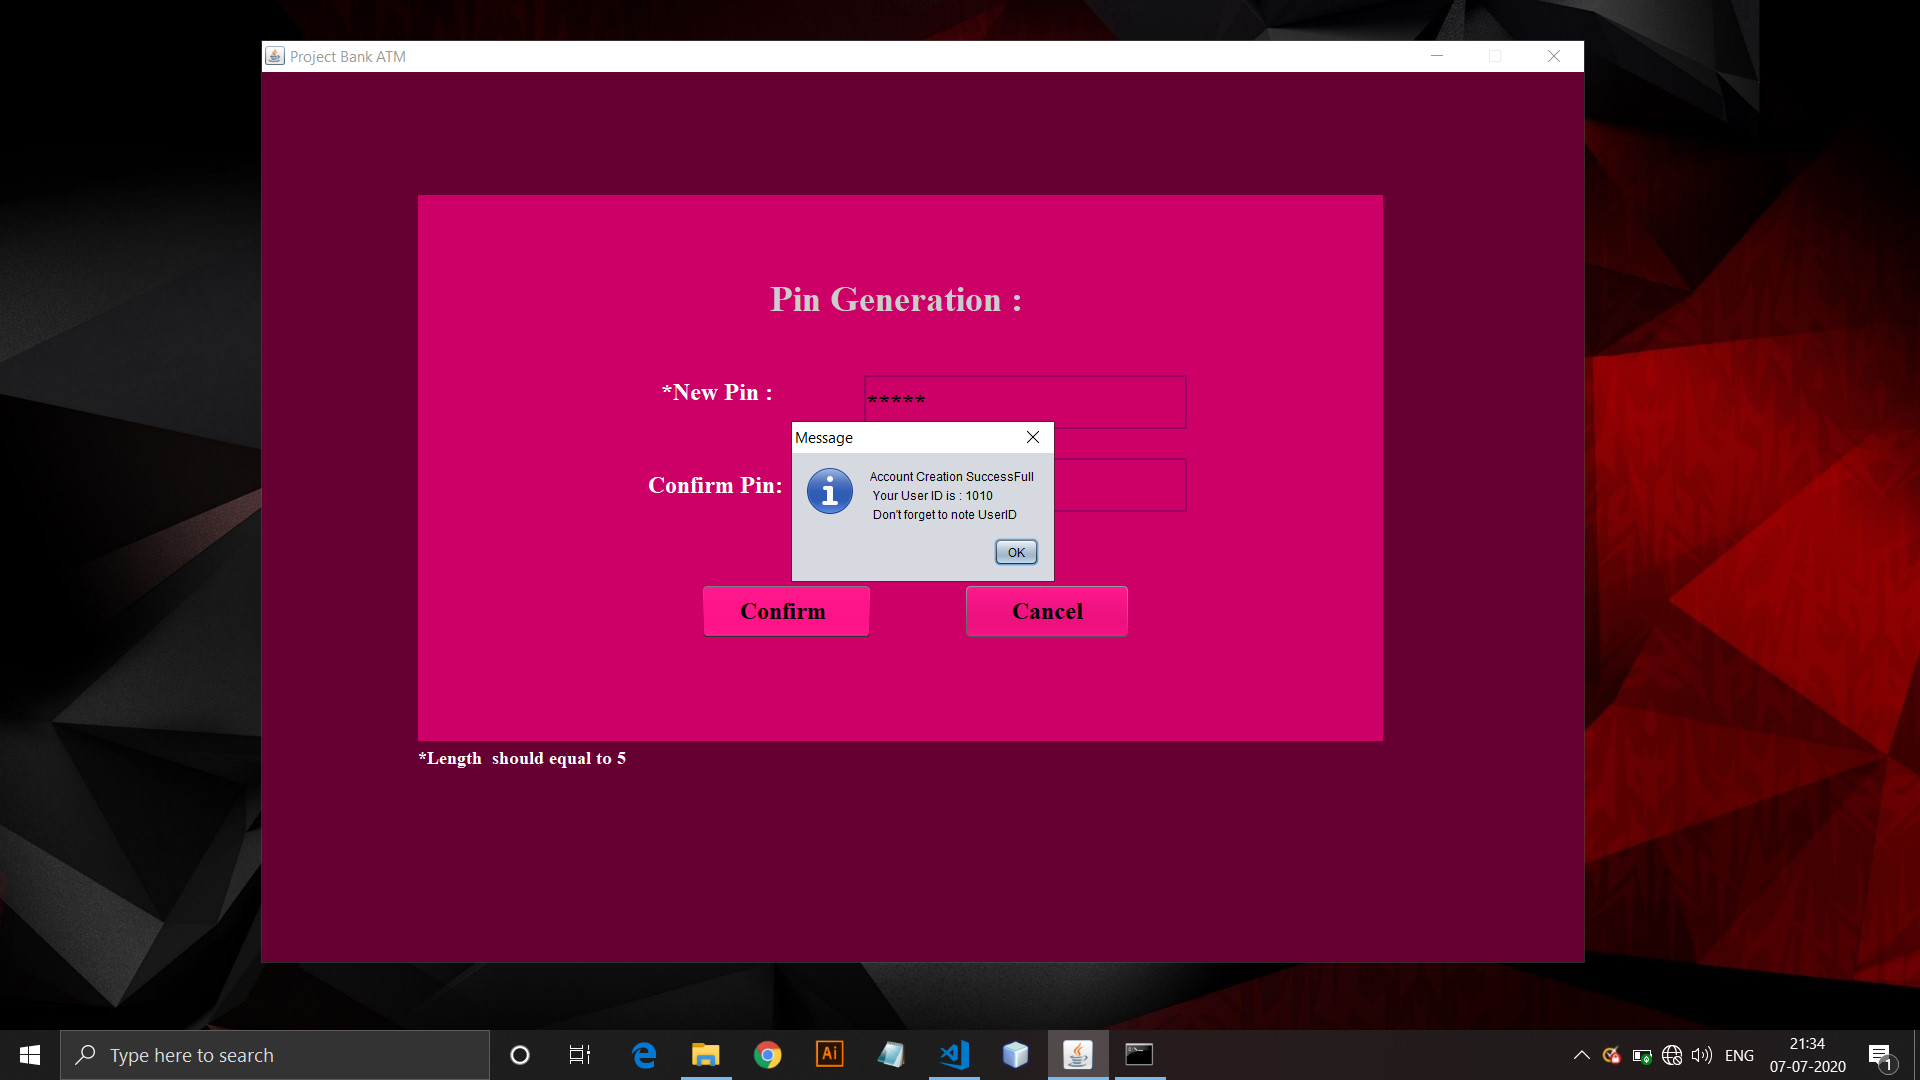 Project Bank ATM
Pin Generation :
*New Pin :
*****
Message
Account Creation SuccessFull
Your User ID is : 1010
Don't forget to note UserID
OK
Confirm Pin:
Confirm
Cancel
*Length  should equal to 5
Type here to search
Ai
ENG
21:34
07-07-2020
1